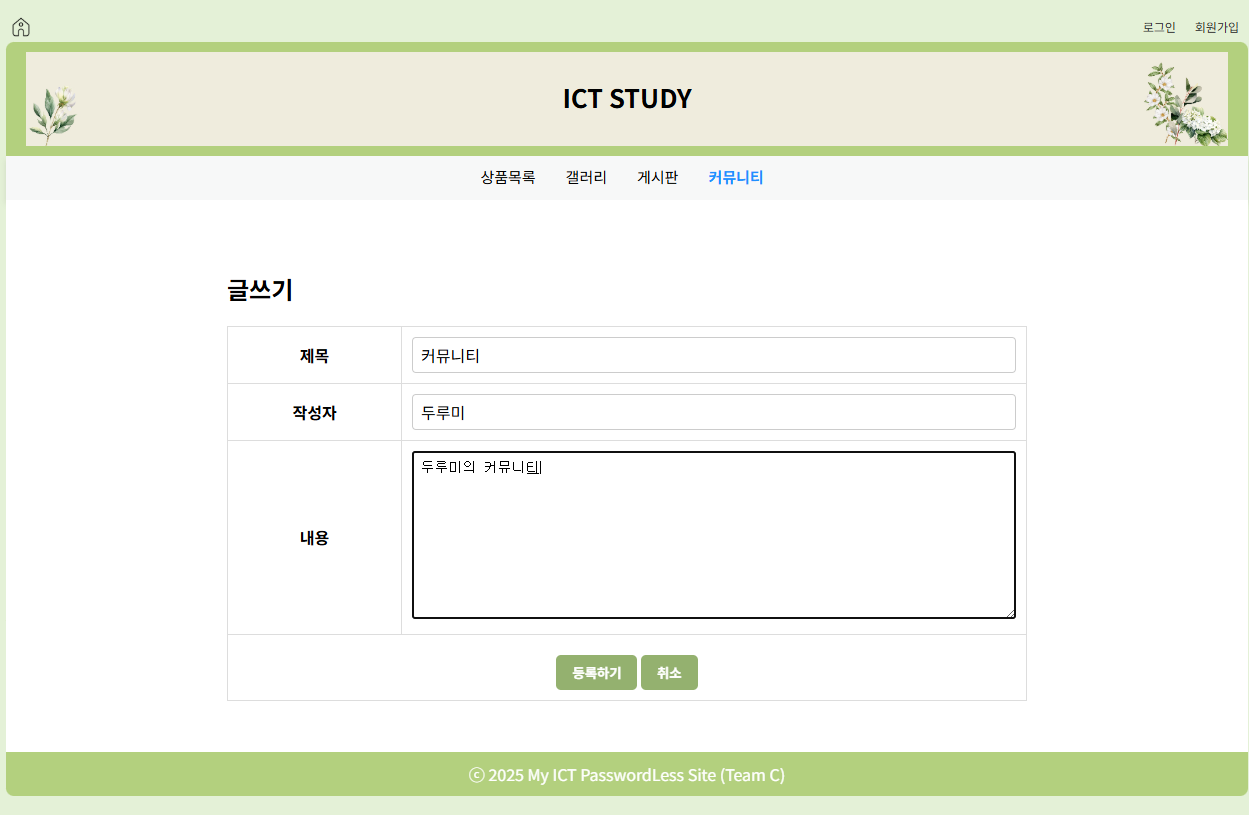 로그인 회원가입
ICT STUDY
상품목록 갤러리 게시판 커뮤니티
글쓰기
제목 커뮤니티
작성자 두루미
내용 두루미의 커뮤니티
등록하기 취소
ⓒ 2025 My ICT PasswordLess Site (Team C)